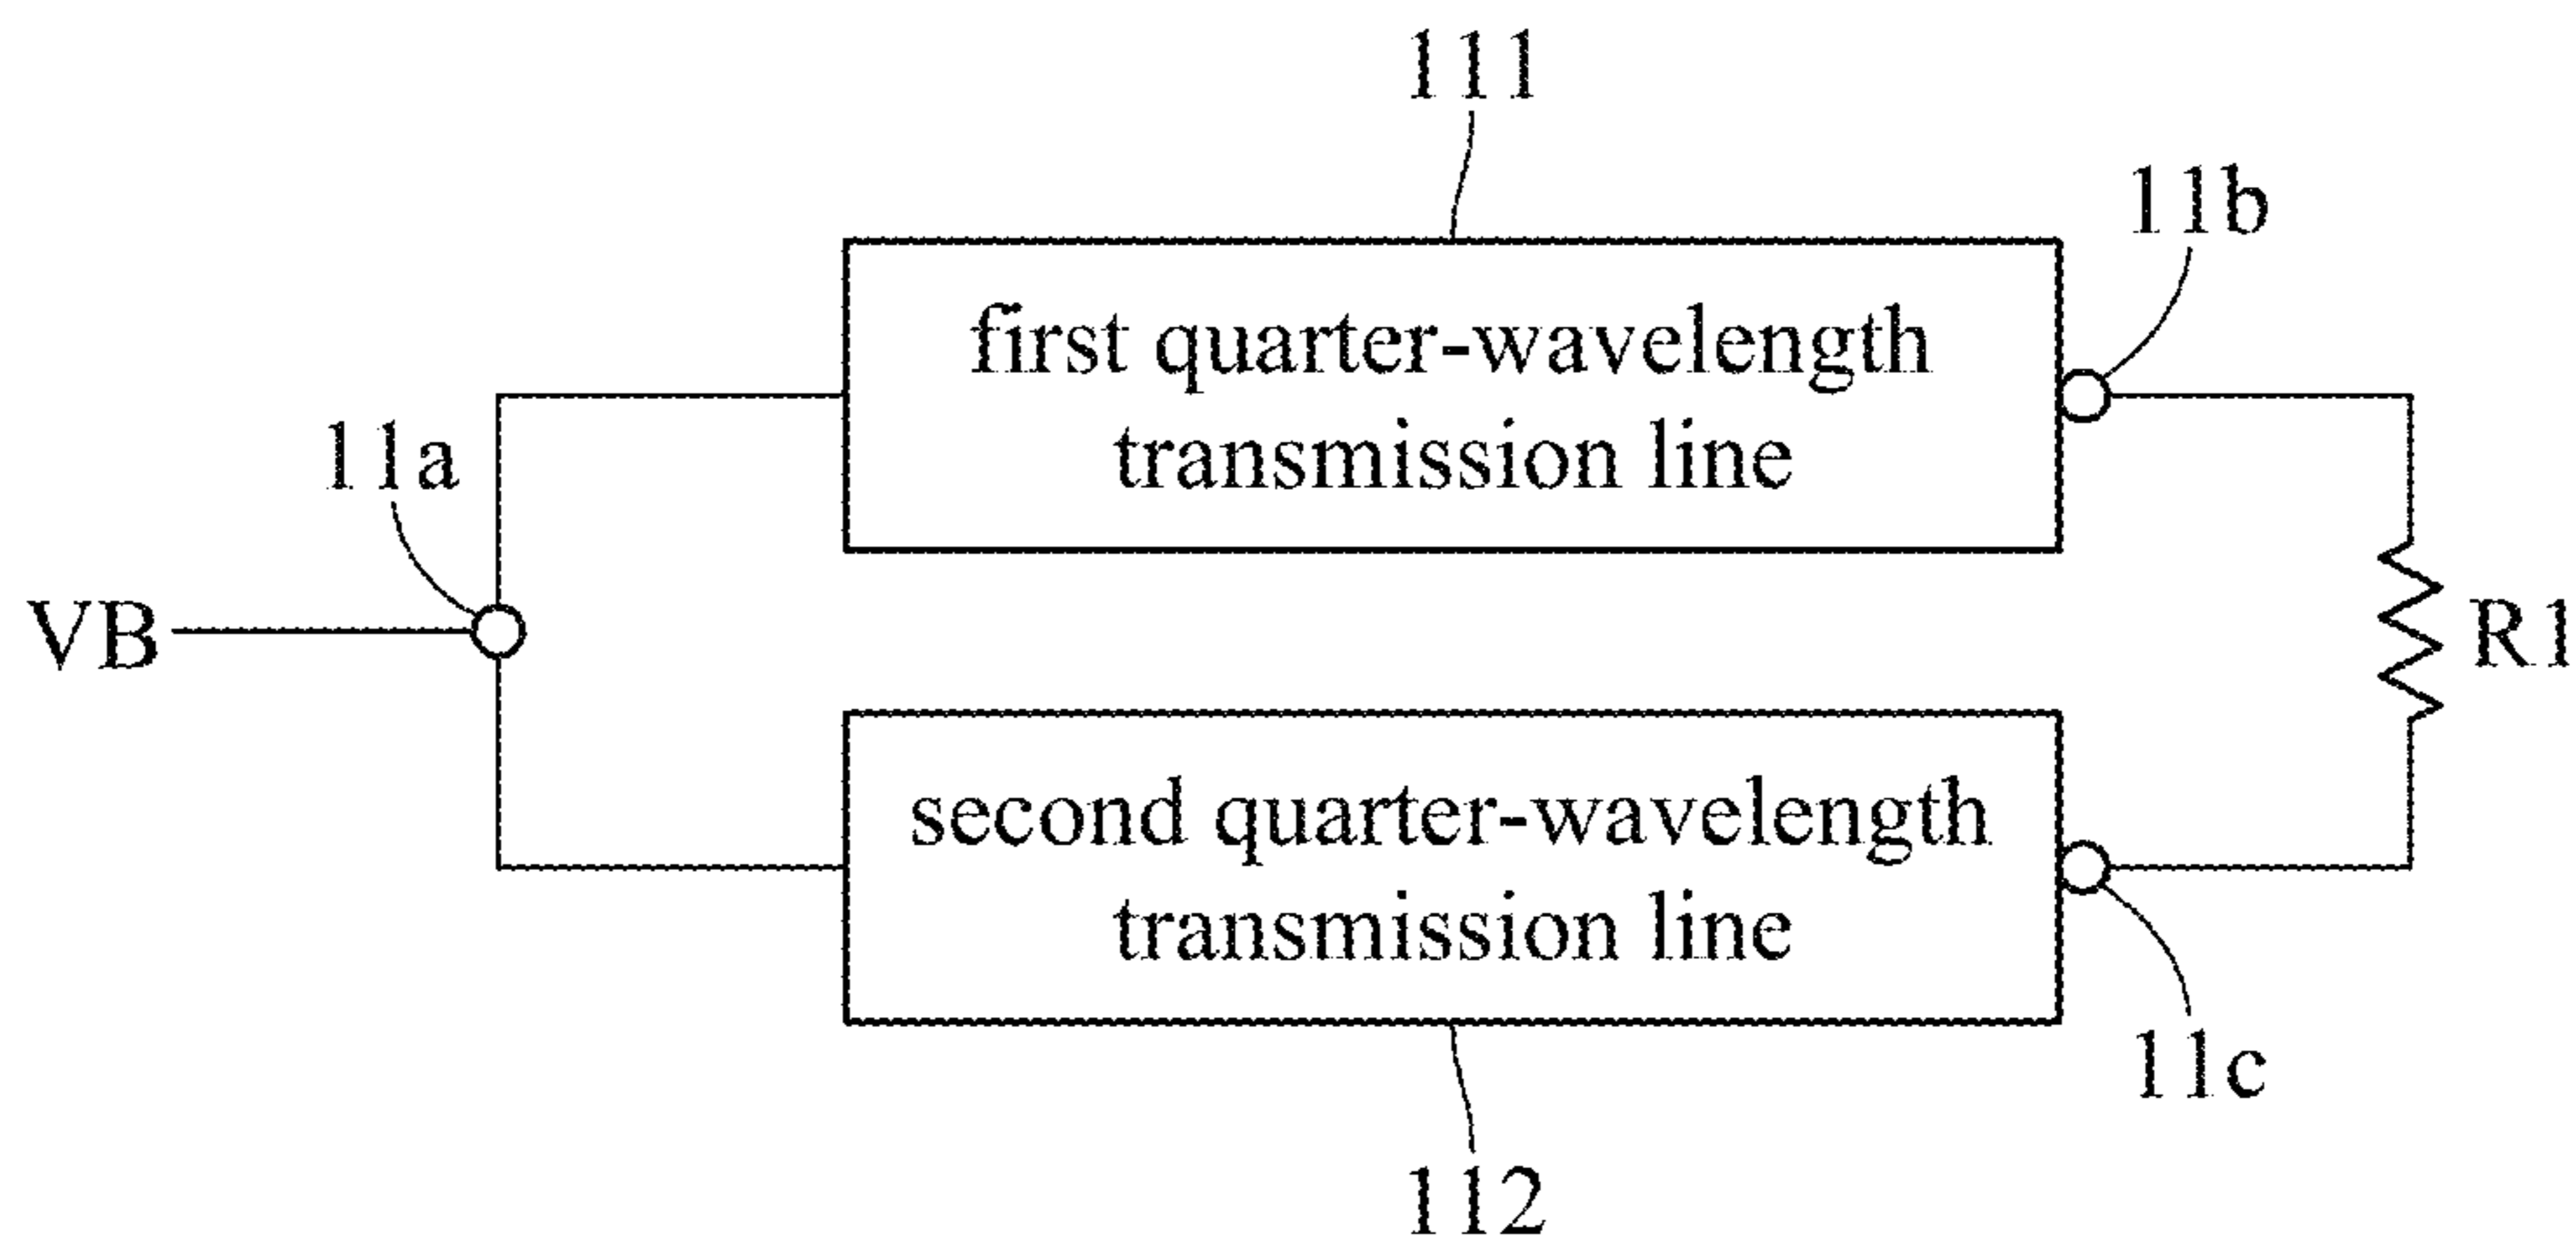 111
11b
first quarter-wavelength
transmission line
11a
VB
R1
second quarter-wavelength
transmission line
11c
112